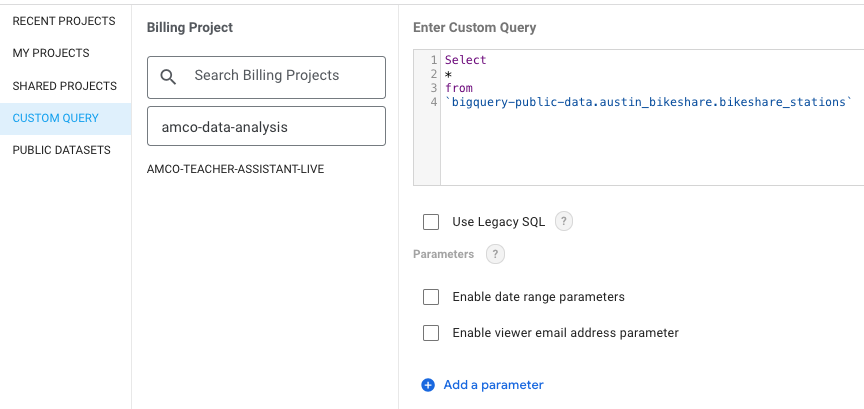 RECENT PROJECTS
MY PROJECTS
SHARED PROJECTS
CUSTOM QUERY
PUBLIC DATASETS
Billing Project
Search Billing Projects
amco-data-analysis
AMCO-TEACHER-ASSISTANT-LIVE
Enter Custom Query
1 Select
2 *
3 from
4 `bigquery-public-data.austin_bikeshare.bikeshare_stations`
Use Legacy SQL ?
Parameters ?
Enable date range parameters
Enable viewer email address parameter
Add a parameter